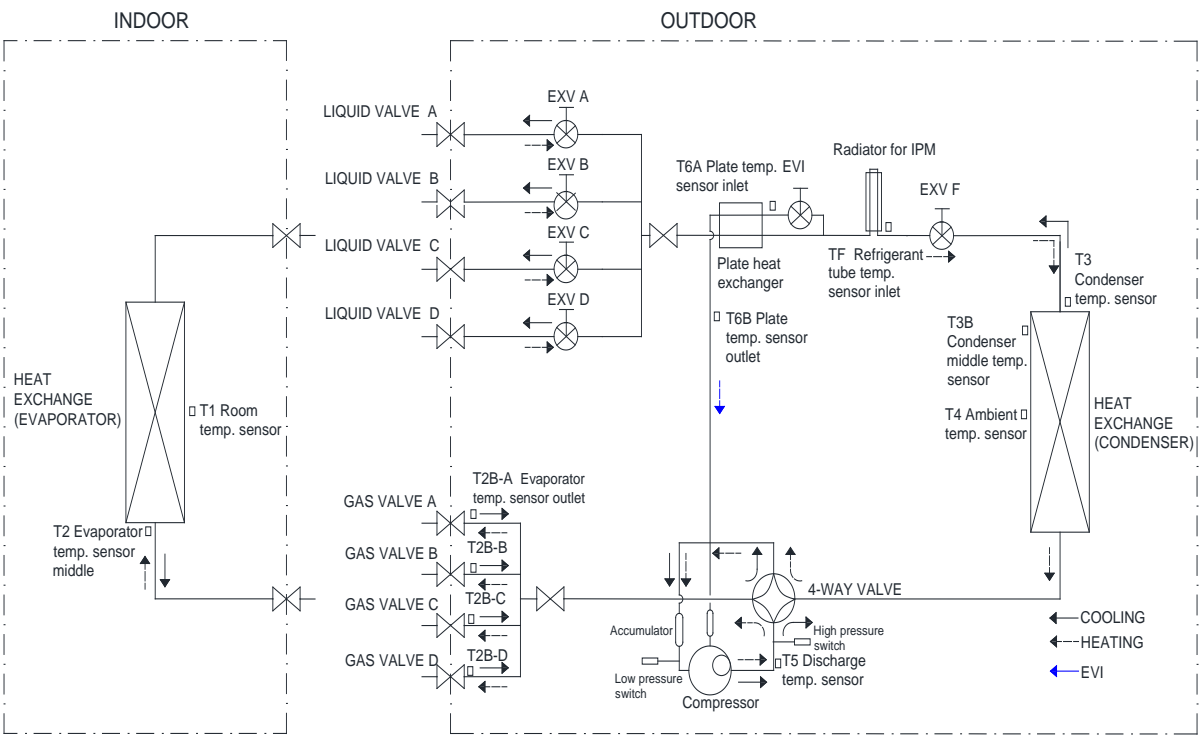 INDOOR
OUTDOOR
LIQUID VALVE A
EXV A
LIQUID VALVE B
EXV B
LIQUID VALVE C
EXV C
LIQUID VALVE D
EXV D
T6A Plate temp. EVI
sensor inlet
Radiator for IPM
EXV F
Plate heat
exchanger
TF Refrigerant
tube temp.
sensor inlet
T3
Condenser
temp. sensor
T6B Plate
temp. sensor
outlet
T3B
Condenser
middle temp.
sensor
T4 Ambient
temp. sensor
HEAT
EXCHANGE
(CONDENSER)
HEAT
EXCHANGE
(EVAPORATOR)
T1 Room
temp. sensor
T2 Evaporator
temp. sensor
middle
T2B-A Evaporator
temp. sensor outlet
GAS VALVE A
T2B-B
GAS VALVE B
T2B-C
GAS VALVE C
T2B-D
GAS VALVE D
4-WAY VALVE
Accumulator
High pressure
switch
Low pressure
switch
T5 Discharge
temp. sensor
Compressor
COOLING
HEATING
EVI